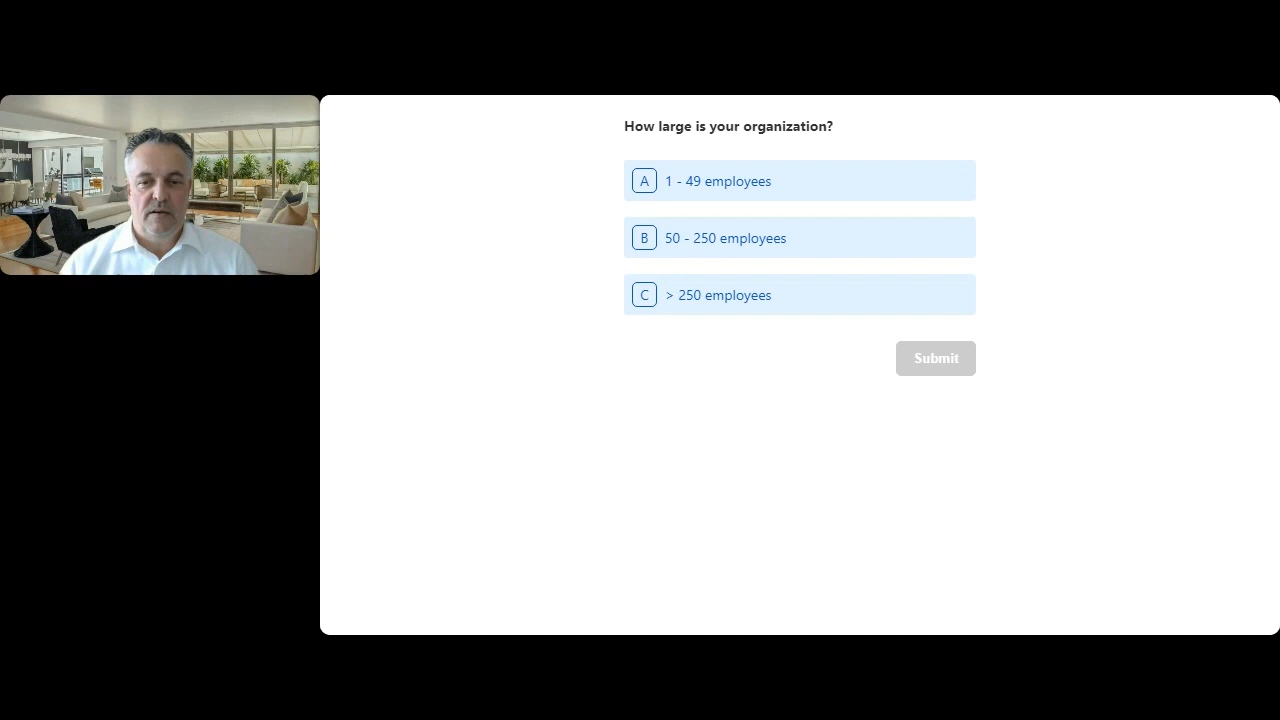 How large is your organization?
A 1 - 49 employees
B 50 - 250 employees
C > 250 employees
Submit